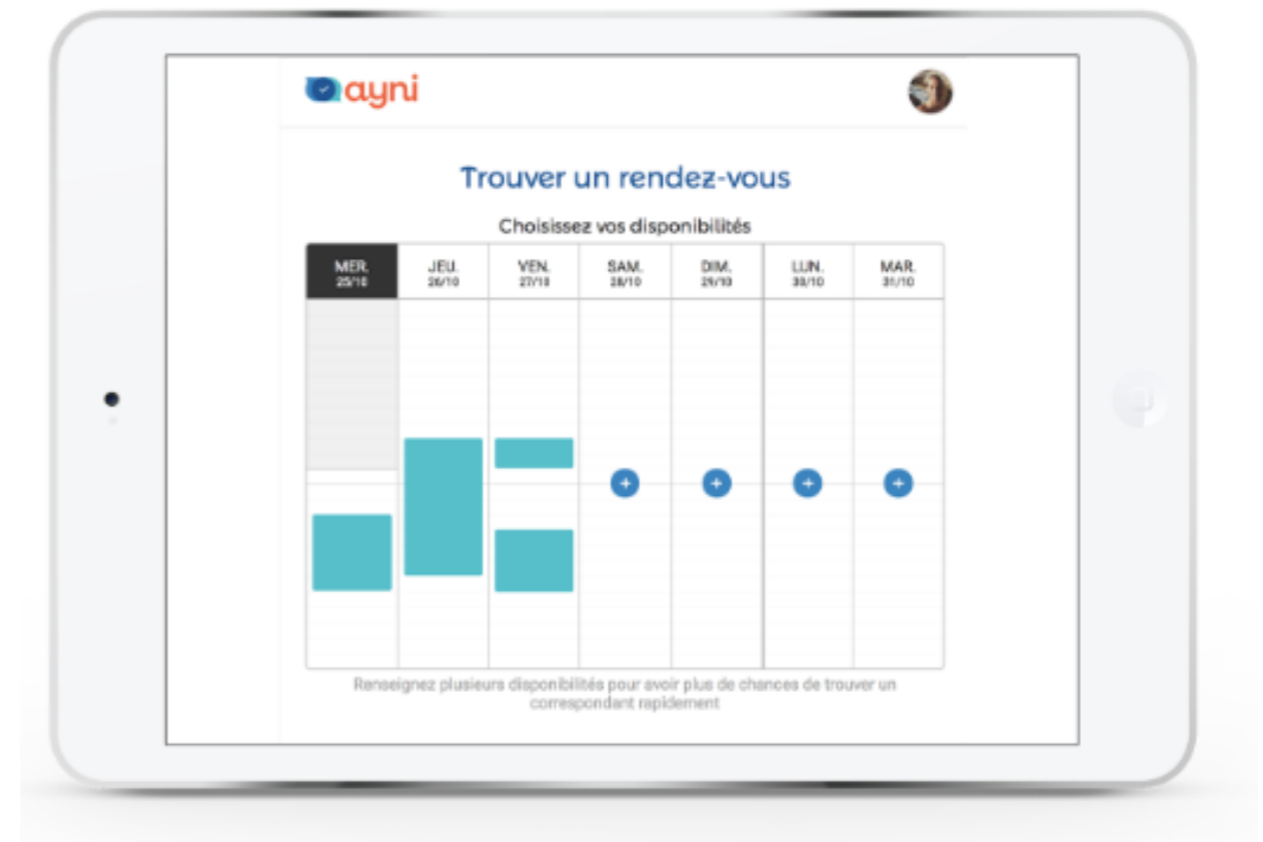 ayni
Trouver un rendez-vous
Choisissez vos disponibilités
MER. JEU. VEN. SAM. DIM. LUN. MAR.
25/10 26/10 27/10 28/10 29/10 30/10 31/10
Renseignez plusieurs disponibilités pour avoir plus de chances de trouver un
correspondant rapidement